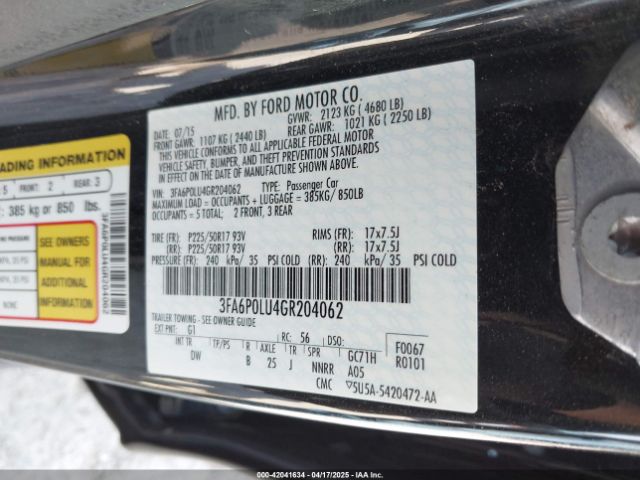 MFD. BY FORD MOTOR CO.
DATE: 07/15 GVWR: 2123 KG ( 4680 LB)
FRONT GAWR: 1107 KG ( 2440 LB) REAR GAWR: 1021 KG ( 2250 LB)
THIS VEHICLE CONFORMS TO ALL APPLICABLE FEDERAL MOTOR
VEHICLE SAFETY, BUMPER, AND THEFT PREVENTION STANDARDS
IN EFFECT ON THE DATE OF MANUFACTURE SHOWN ABOVE.
VIN: 3FA6P0LU4GR204062 TYPE: Passenger Car
MAXIMUM LOAD = OCCUPANTS + LUGGAGE = 385KG/ 850LB
OCCUPANTS = 5 TOTAL: 2 FRONT, 3 REAR
TIRE (FR): P225/50R17 93V RIMS (FR): 17x7.5J
(RR): P225/50R17 93V (RR): 17x7.5J
PRESSURE (FR): 240 kPa/ 35 PSI COLD (RR): 240 kPa/ 35 PSI COLD
3FA6P0LU4GR204062
TRAILER TOWING - SEE OWNER GUIDE
EXT PNT: G1 RC: 56 DSO: F0067
INT TR TP/PS R AXLE TR SPR GC71H R0101
DW B 25 J NNRR A05
CMC 5U5A-5420472-AA
ADING INFORMATION
5 FRONT: 2 REAR: 3
385 kg or 850 lbs.
PRESSURE
SEE OWNERS
MANUAL FOR
ADDITIONAL
INFORMATION
NONE
3FA6P0LU4GR204062
000-42041634 - 04/17/2025 - IAAI.COM